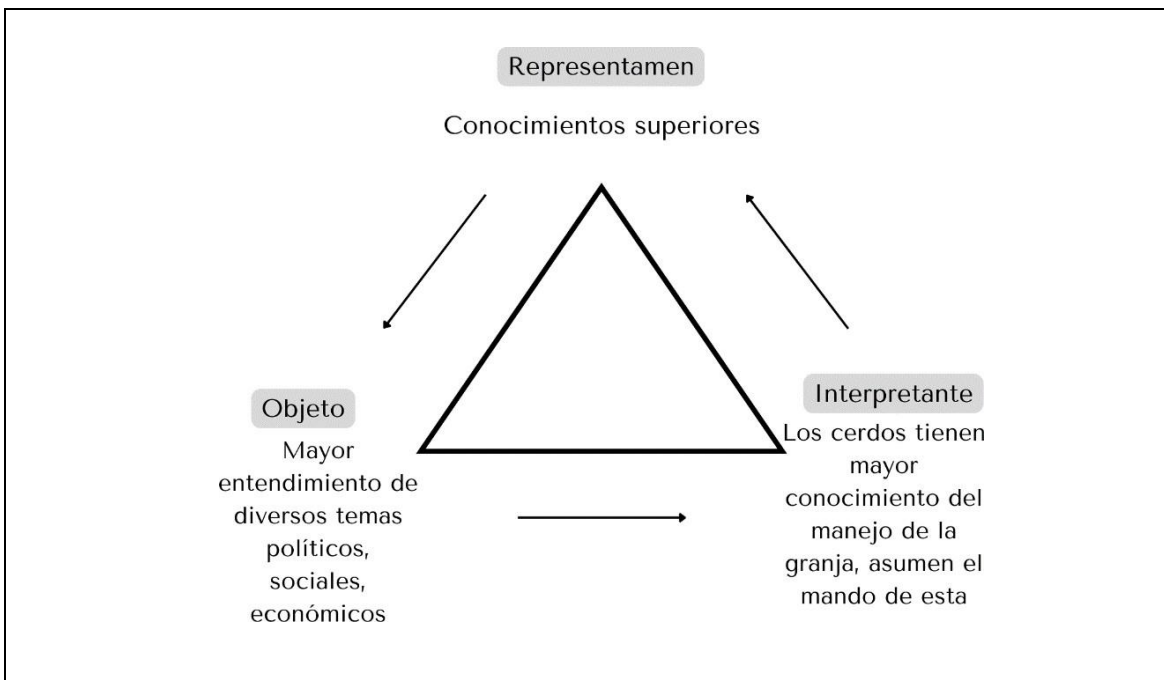 Representamen
Conocimientos superiores
Objeto
Mayor
entendimiento de
diversos temas
políticos,
sociales,
económicos
Interpretante
Los cerdos tienen
mayor
conocimiento del
manejo de la
granja, asumen el
mando de esta